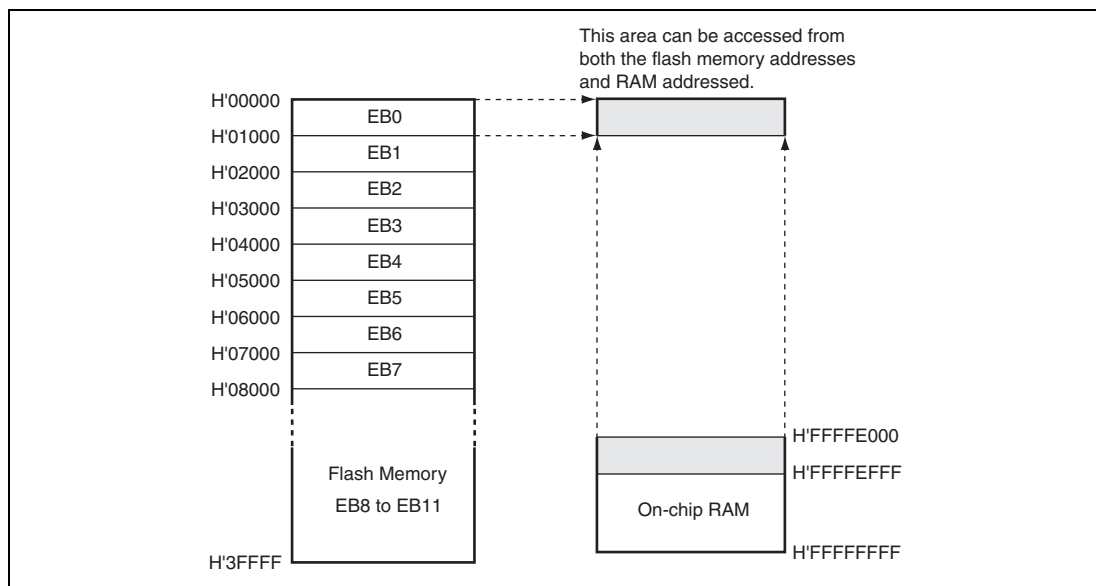 This area can be accessed from
both the flash memory addresses
and RAM addressed.
H'00000
EB0
H'01000
EB1
H'02000
EB2
H'03000
EB3
H'04000
EB4
H'05000
EB5
H'06000
EB6
H'07000
EB7
H'08000
Flash Memory
EB8 to EB11
H'3FFFF
H'FFFFE000
H'FFFFEFFF
On-chip RAM
H'FFFFFFFF